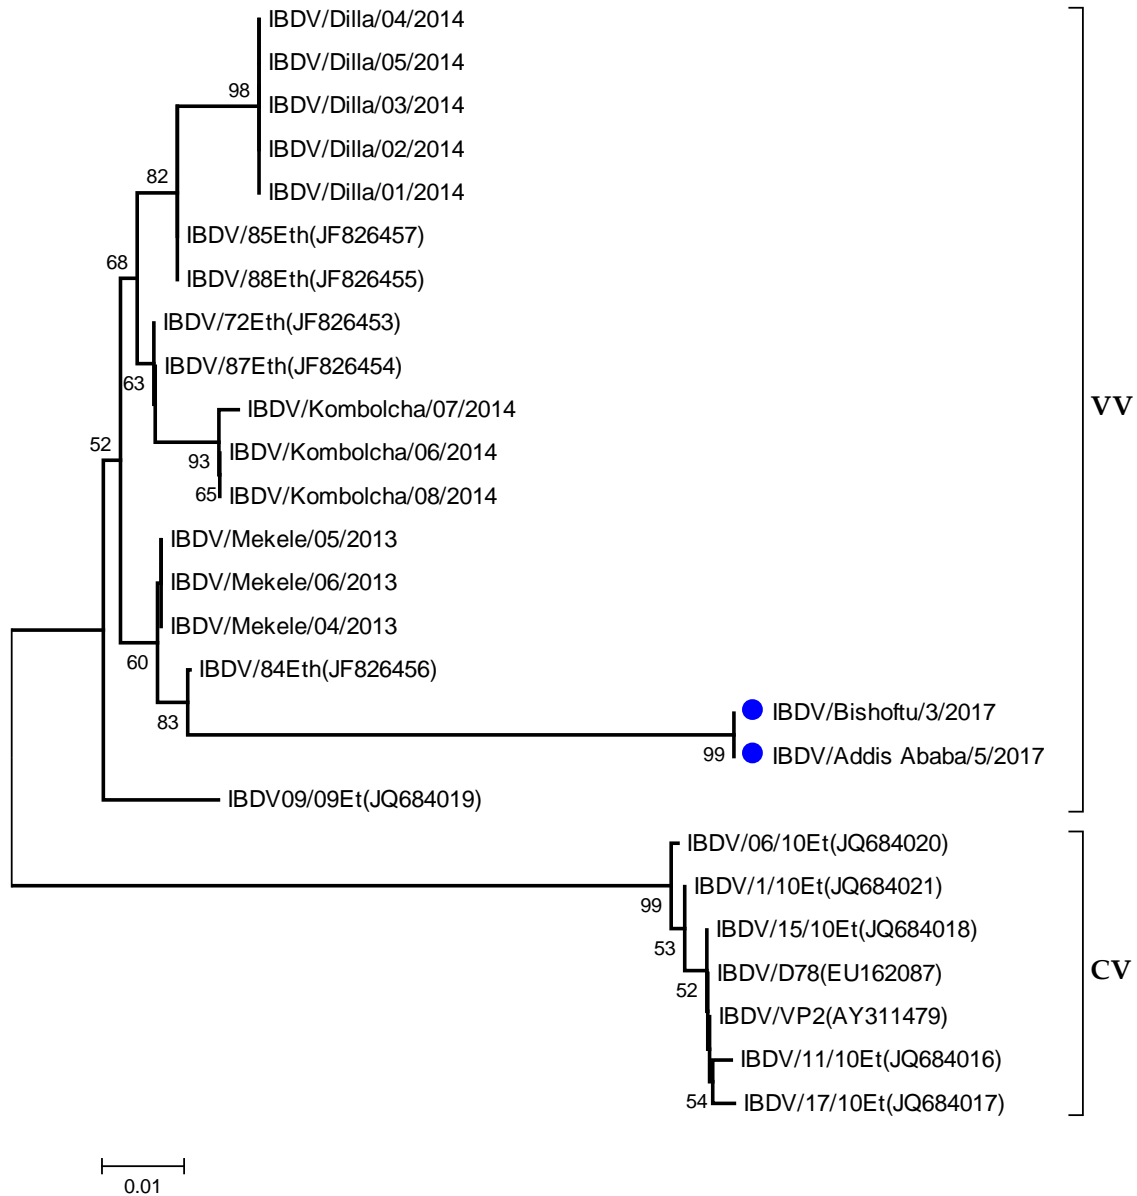 IBDV/Dilla/04/2014
IBDV/Dilla/05/2014
98
IBDV/Dilla/03/2014
IBDV/Dilla/02/2014
82
IBDV/Dilla/01/2014
IBDV/85Eth(JF826457)
68
IBDV/88Eth(JF826455)
IBDV/72Eth(JF826453)
IBDV/87Eth(JF826454)
63
VV
IBDV/Kombolcha/07/2014
52
IBDV/Kombolcha/06/2014
93
65
IBDV/Kombolcha/08/2014
IBDV/Mekele/05/2013
IBDV/Mekele/06/2013
IBDV/Mekele/04/2013
60
IBDV/84Eth(JF826456)
83
IBDV/Bishoftu/3/2017
99
IBDV/Addis Ababa/5/2017
IBDV09/09Et(JQ684019)
IBDV/06/10Et(JQ684020)
IBDV/1/10Et(JQ684021)
99
IBDV/15/10Et(JQ684018)
53
IBDV/D78(EU162087)
CV
52
IBDV/VP2(AY311479)
IBDV/11/10Et(JQ684016)
54
IBDV/17/10Et(JQ684017)
0.01